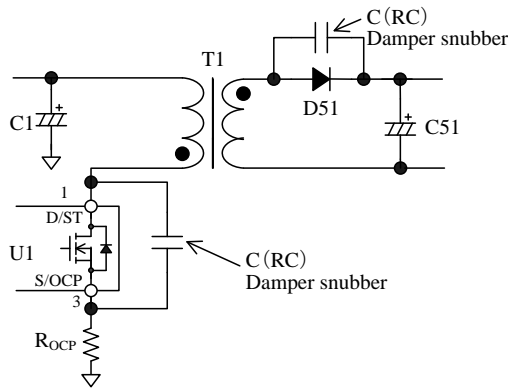 C (RC)
Damper snubber
T1
D51
C1
C51
1
D/ST
U1
S/OCP
3
C (RC)
Damper snubber
ROCP